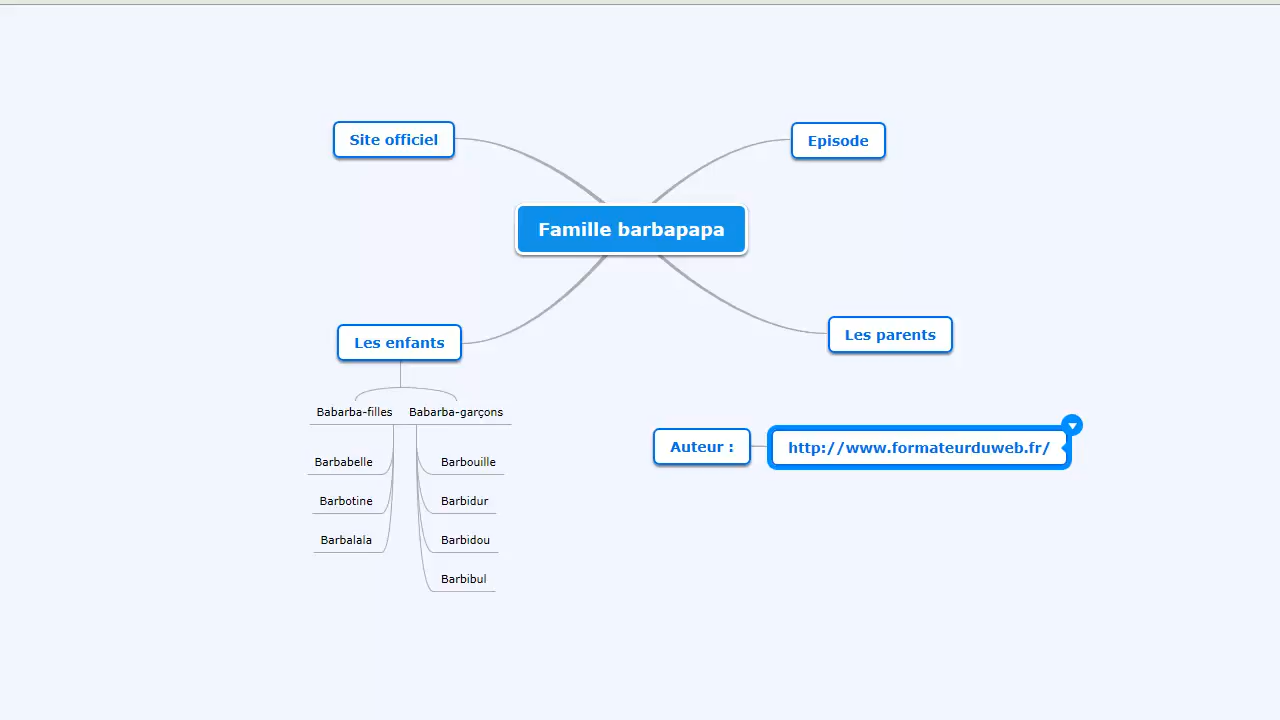 Site officiel
Episode
Famille barbapapa
Les enfants
Les parents
Babarba-filles
Babarba-garçons
Barbabelle
Barbotine
Barbalala
Barbouille
Barbidur
Barbidou
Barbibul
Auteur :
http://www.formateurduweb.fr/